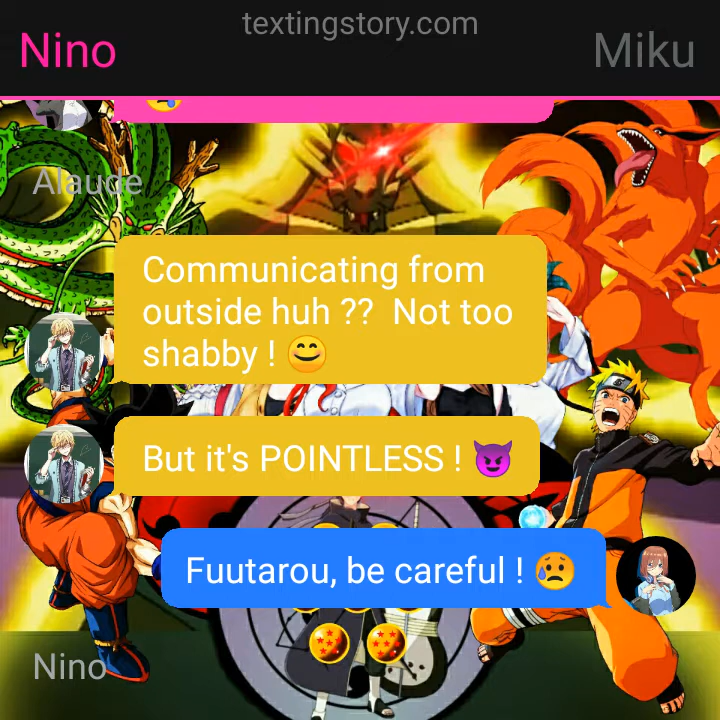 textingstory.com
Nino
Miku
😢
Alaude
Communicating from
outside huh ??  Not too
shabby ! 😄
But it's POINTLESS ! 😈
Fuutarou, be careful ! 😥
Nino